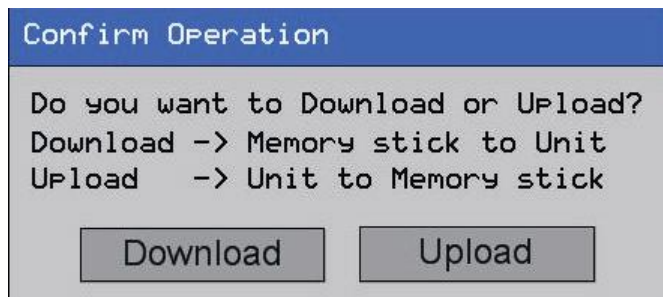 Confirm Operation
Do you want to Download or Upload?
Download -> Memory stick to Unit
Upload -> Unit to Memory stick
Download Upload